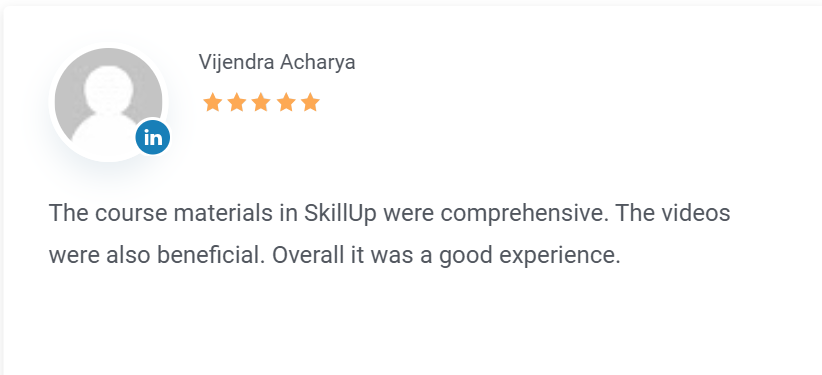 Vijendra Acharya
in
The course materials in SkillUp were comprehensive. The videos
were also beneficial. Overall it was a good experience.